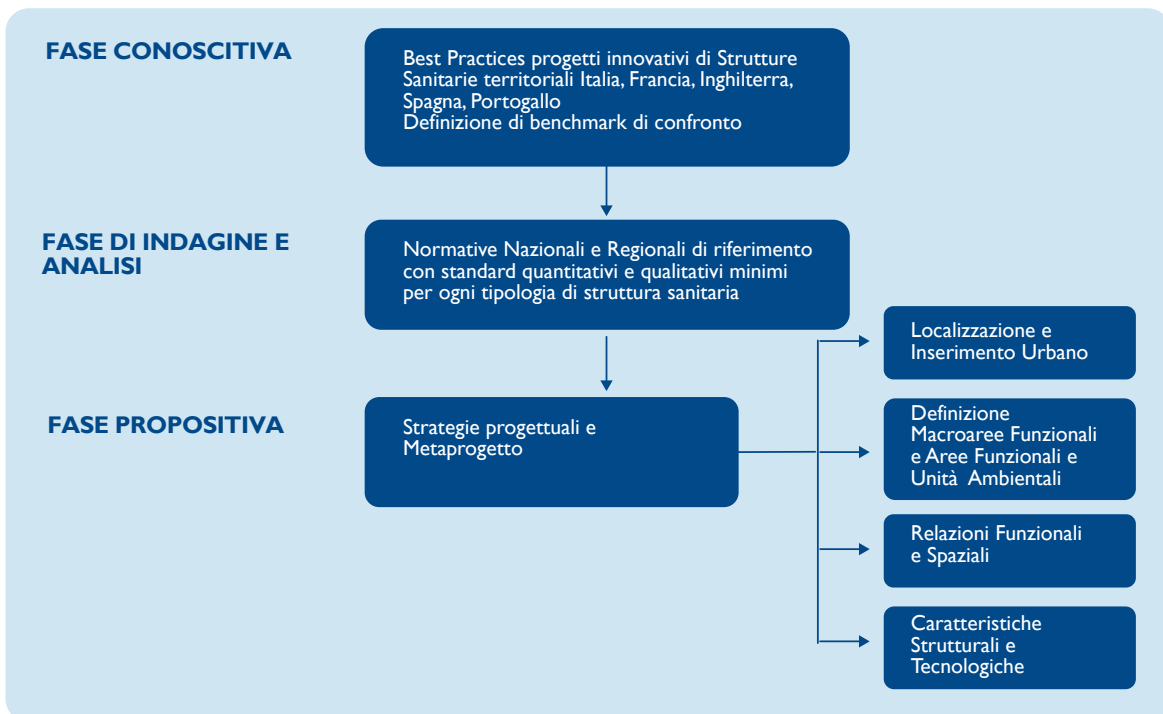 FASE CONOSCITIVA
Best Practices progetti innovativi di Strutture
Sanitarie territoriali Italia, Francia, Inghilterra,
Spagna, Portogallo
Definizione di benchmark di confronto
FASE DI INDAGINE E
ANALISI
Normative Nazionali e Regionali di riferimento
con standard quantitativi e qualitativi minimi
per ogni tipologia di struttura sanitaria
FASE PROPOSITIVA
Strategie progettuali e
Metaprogetto
Localizzazione e
Inserimento Urbano
Definizione
Macroaree Funzionali
e Aree Funzionali e
Unità Ambientali
Relazioni Funzionali
e Spaziali
Caratteristiche
Strutturali e
Tecnologiche